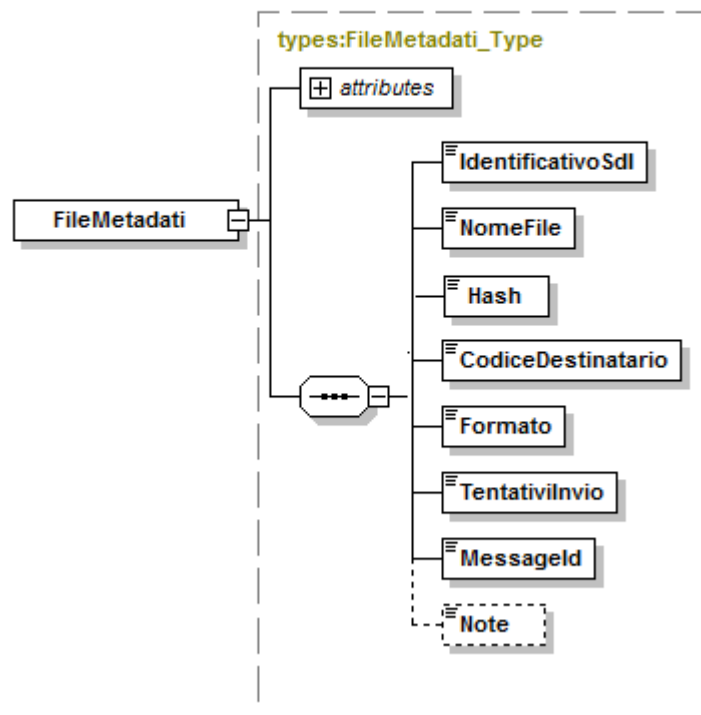 types:FileMetadati_Type
attributes
FileMetadati
IdentificativoSdI
NomeFile
Hash
CodiceDestinatario
Formato
TentativiInvio
MessageId
Note